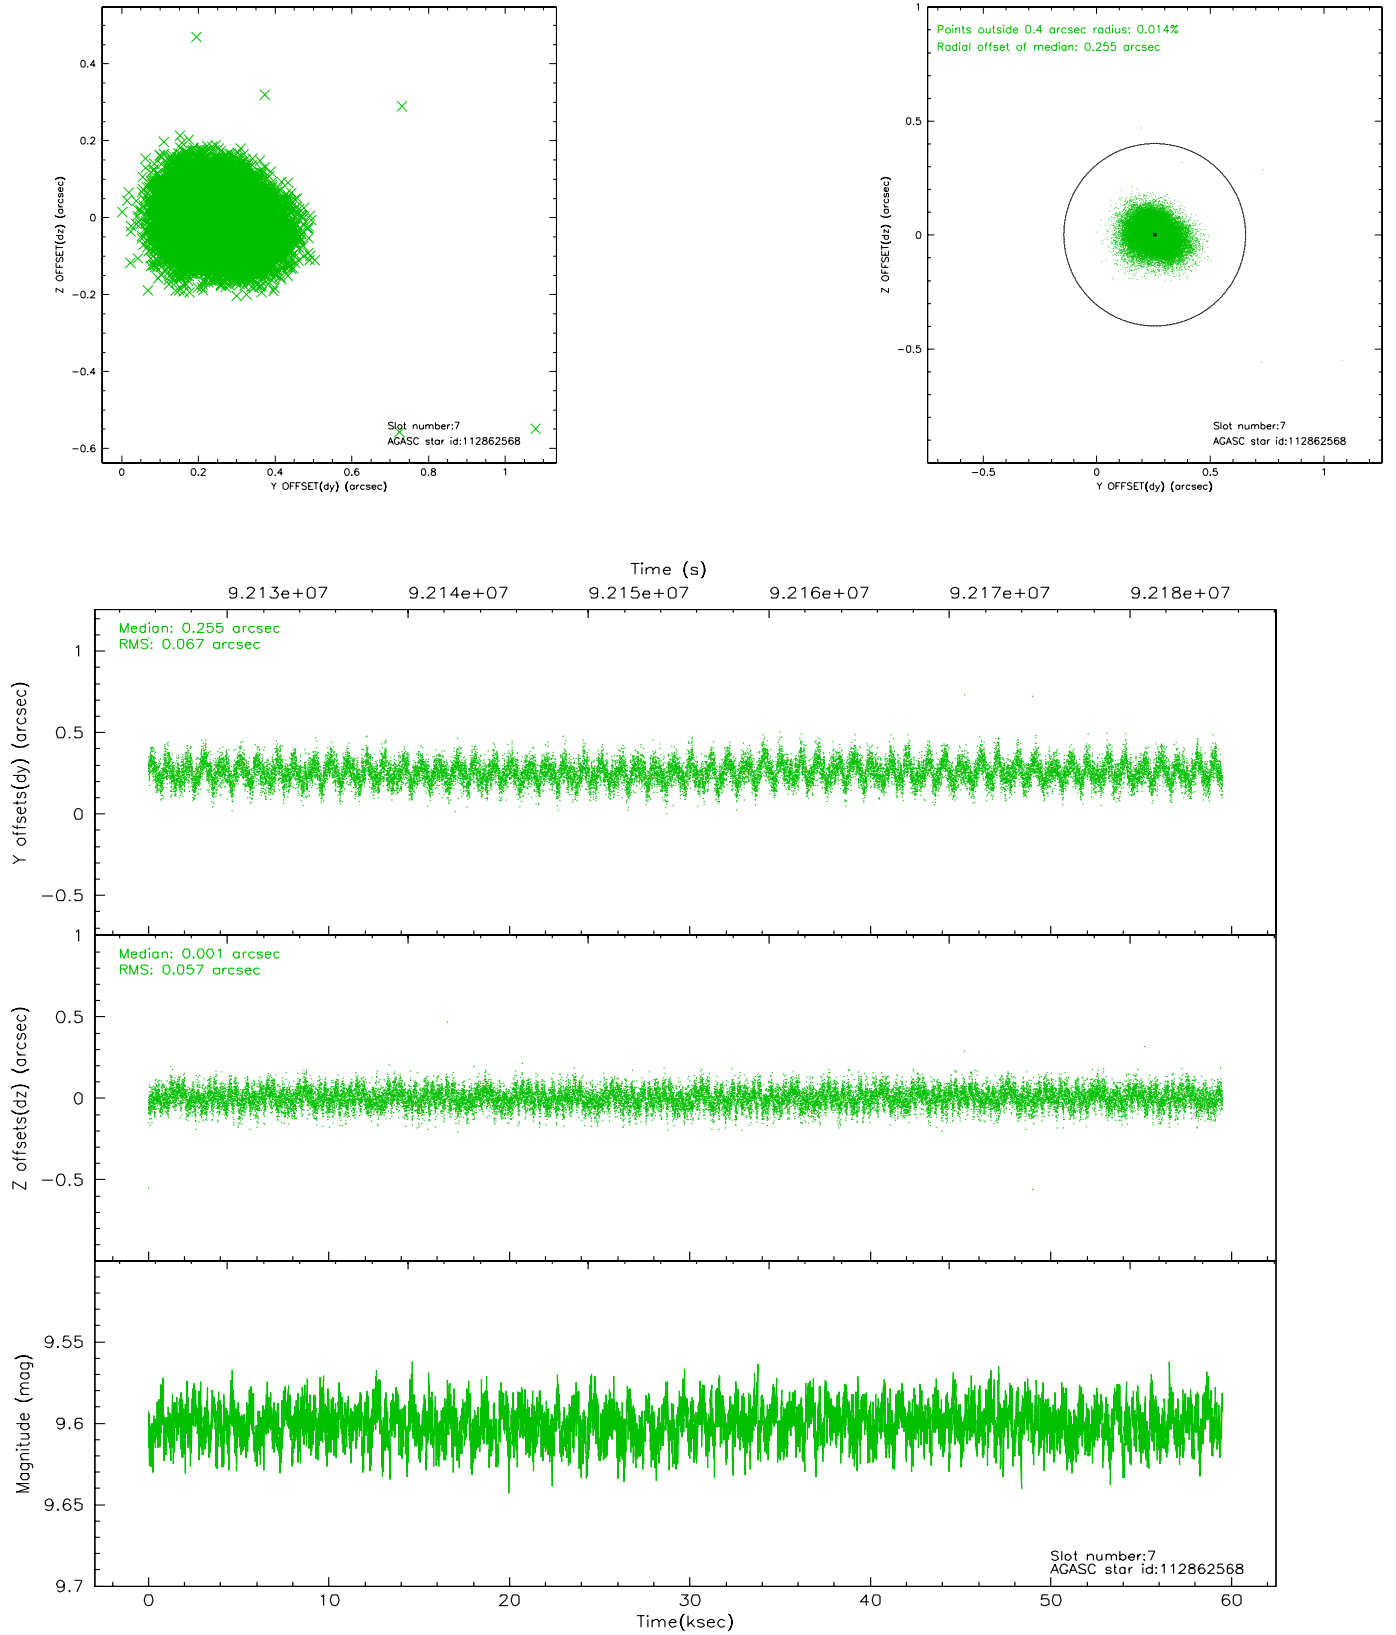 0.4
0.2
0
−0.2
−0.4
−0.6
Z OFFSET(dz) (arcsec)
Slot number:7
AGASC star id:112862568
0 0.2 0.4 0.6 0.8 1
Y OFFSET(dy) (arcsec)
Points outside 0.4 arcsec radius: 0.014%
Radial offset of median: 0.255 arcsec
1
0.5
0
−0.5
Z OFFSET(dz) (arcsec)
Slot number:7
AGASC star id:112862568
−0.5 0 0.5 1
Y OFFSET(dy) (arcsec)
Time (s)
9.213e+07 9.214e+07 9.215e+07 9.216e+07 9.217e+07 9.218e+07
Median: 0.255 arcsec
RMS: 0.067 arcsec
1
0.5
0
−0.5
Y offsets(dy) (arcsec)
Median: 0.001 arcsec
RMS: 0.057 arcsec
1
0.5
0
−0.5
Z offsets(dz) (arcsec)
9.55
9.6
9.65
9.7
Magnitude (mag)
Slot number:7
AGASC star id:112862568
0 10 20 30 40 50 60
Time(ksec)